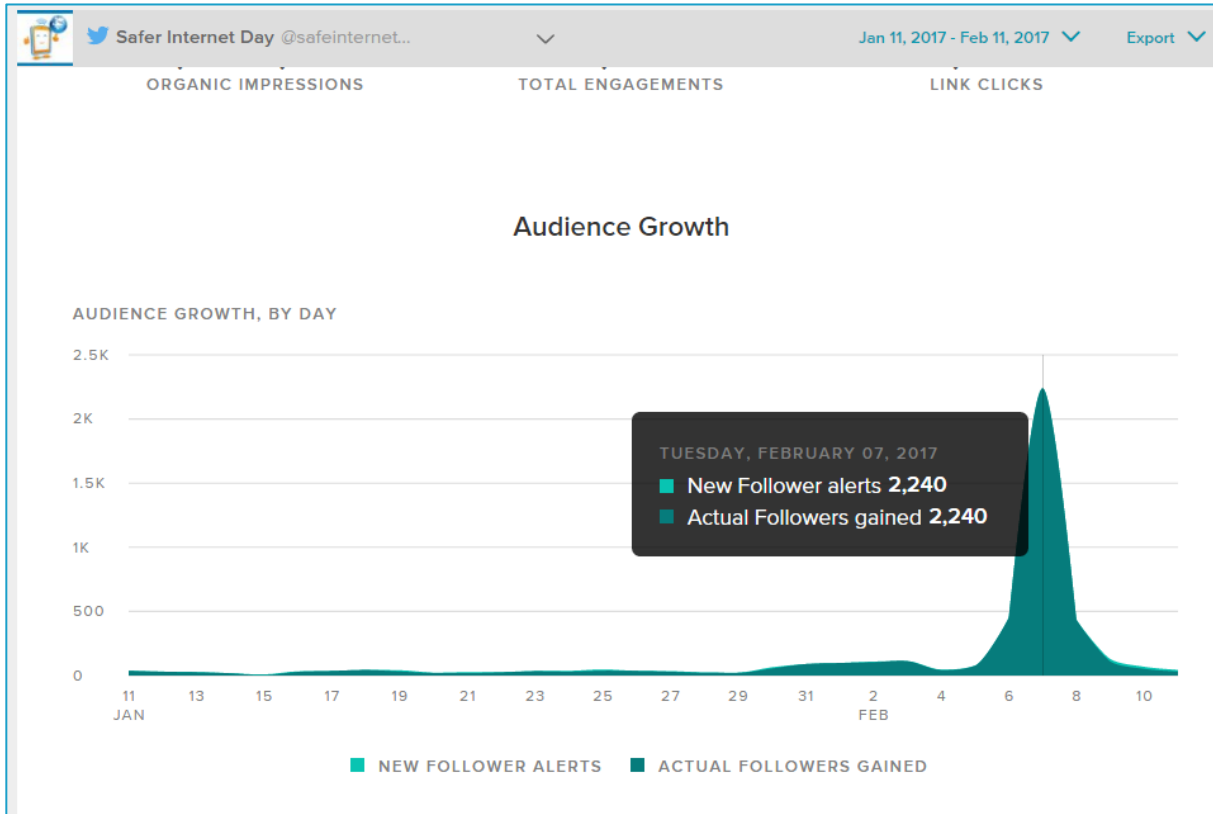 Safer Internet Day @safeinternet... Jan 11, 2017 - Feb 11, 2017 Export
ORGANIC IMPRESSIONS TOTAL ENGAGEMENTS LINK CLICKS
Audience Growth
AUDIENCE GROWTH, BY DAY
2.5K
2K
TUESDAY, FEBRUARY 07, 2017
1.5K
New Follower alerts 2,240
Actual Followers gained 2,240
1K
500
0
11 13 15 17 19 21 23 25 27 29 31 2 4 6 8 10
JAN FEB
NEW FOLLOWER ALERTS ACTUAL FOLLOWERS GAINED